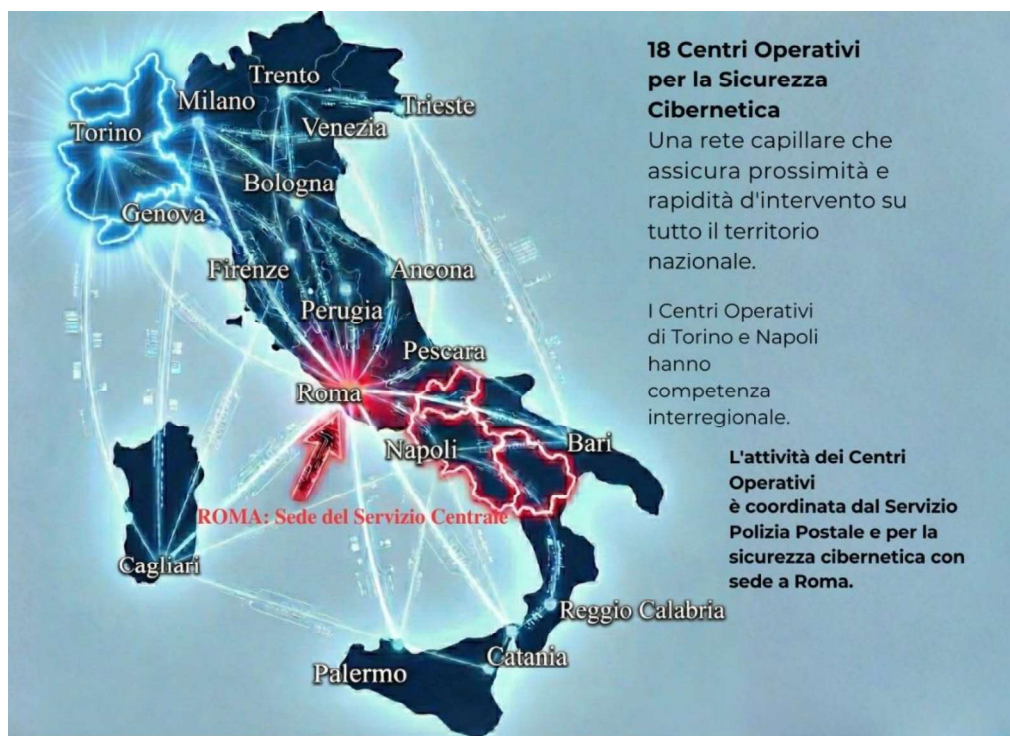 Trento
Milano
Trieste
Torino
Venezia
Bologna
Genova
Firenze
Ancona
Perugia
Pescara
Roma
Napoli
Bari
ROMA: Sede del Servizio Centrale
Cagliari
Reggio Calabria
Catania
Palermo
18 Centri Operativi
per la Sicurezza
Cibernetica
Una rete capillare che
assicura prossimità e
rapidità d'intervento su
tutto il territorio
nazionale.
I Centri Operativi
di Torino e Napoli
hanno
competenza
interregionale.
L'attività dei Centri
Operativi
è coordinata dal Servizio
Polizia Postale e per la
sicurezza cibernetica con
sede a Roma.